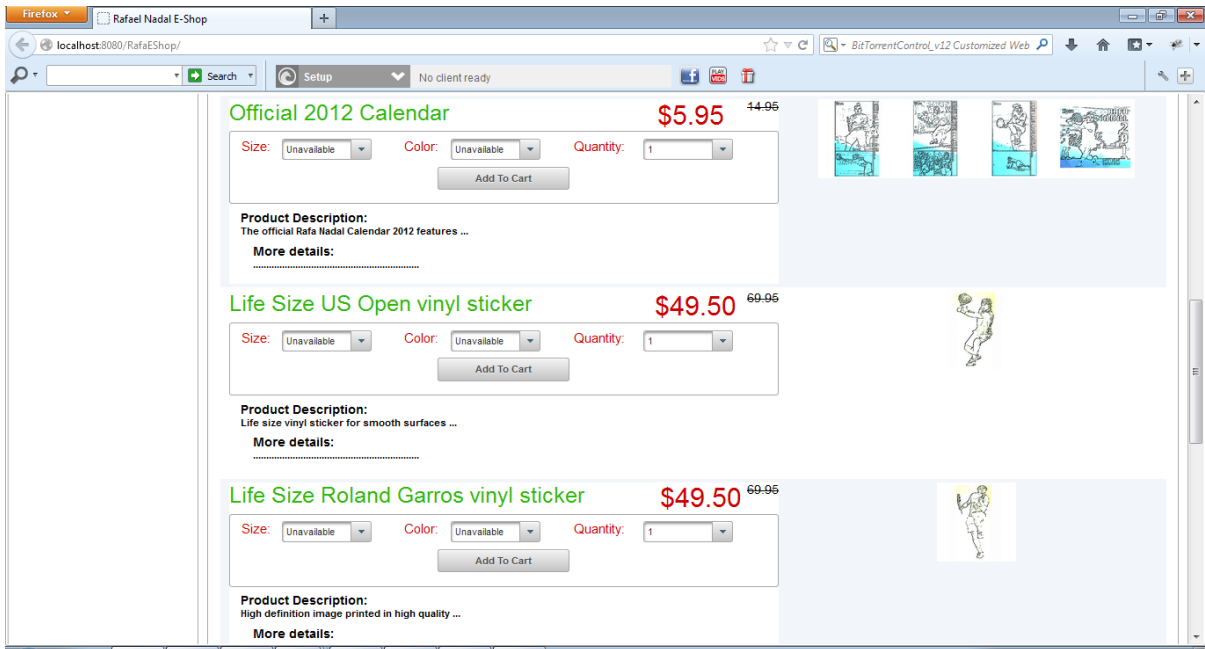 Firefox
Rafael Nadal E-Shop
localhost:8080/RafaEShop/
BitTorrentControl_v12 Customized Web
Search
Setup
No client ready
PLAY VIDS
Official 2012 Calendar $5.95 14.95
Size: Unavailable Color: Unavailable Quantity: 1
Add To Cart
Product Description:
The official Rafa Nadal Calendar 2012 features ...
More details:
Life Size US Open vinyl sticker $49.50 69.95
Size: Unavailable Color: Unavailable Quantity: 1
Add To Cart
Product Description:
Life size vinyl sticker for smooth surfaces ...
More details:
Life Size Roland Garros vinyl sticker $49.50 69.95
Size: Unavailable Color: Unavailable Quantity: 1
Add To Cart
Product Description:
High definition image printed in high quality ...
More details: